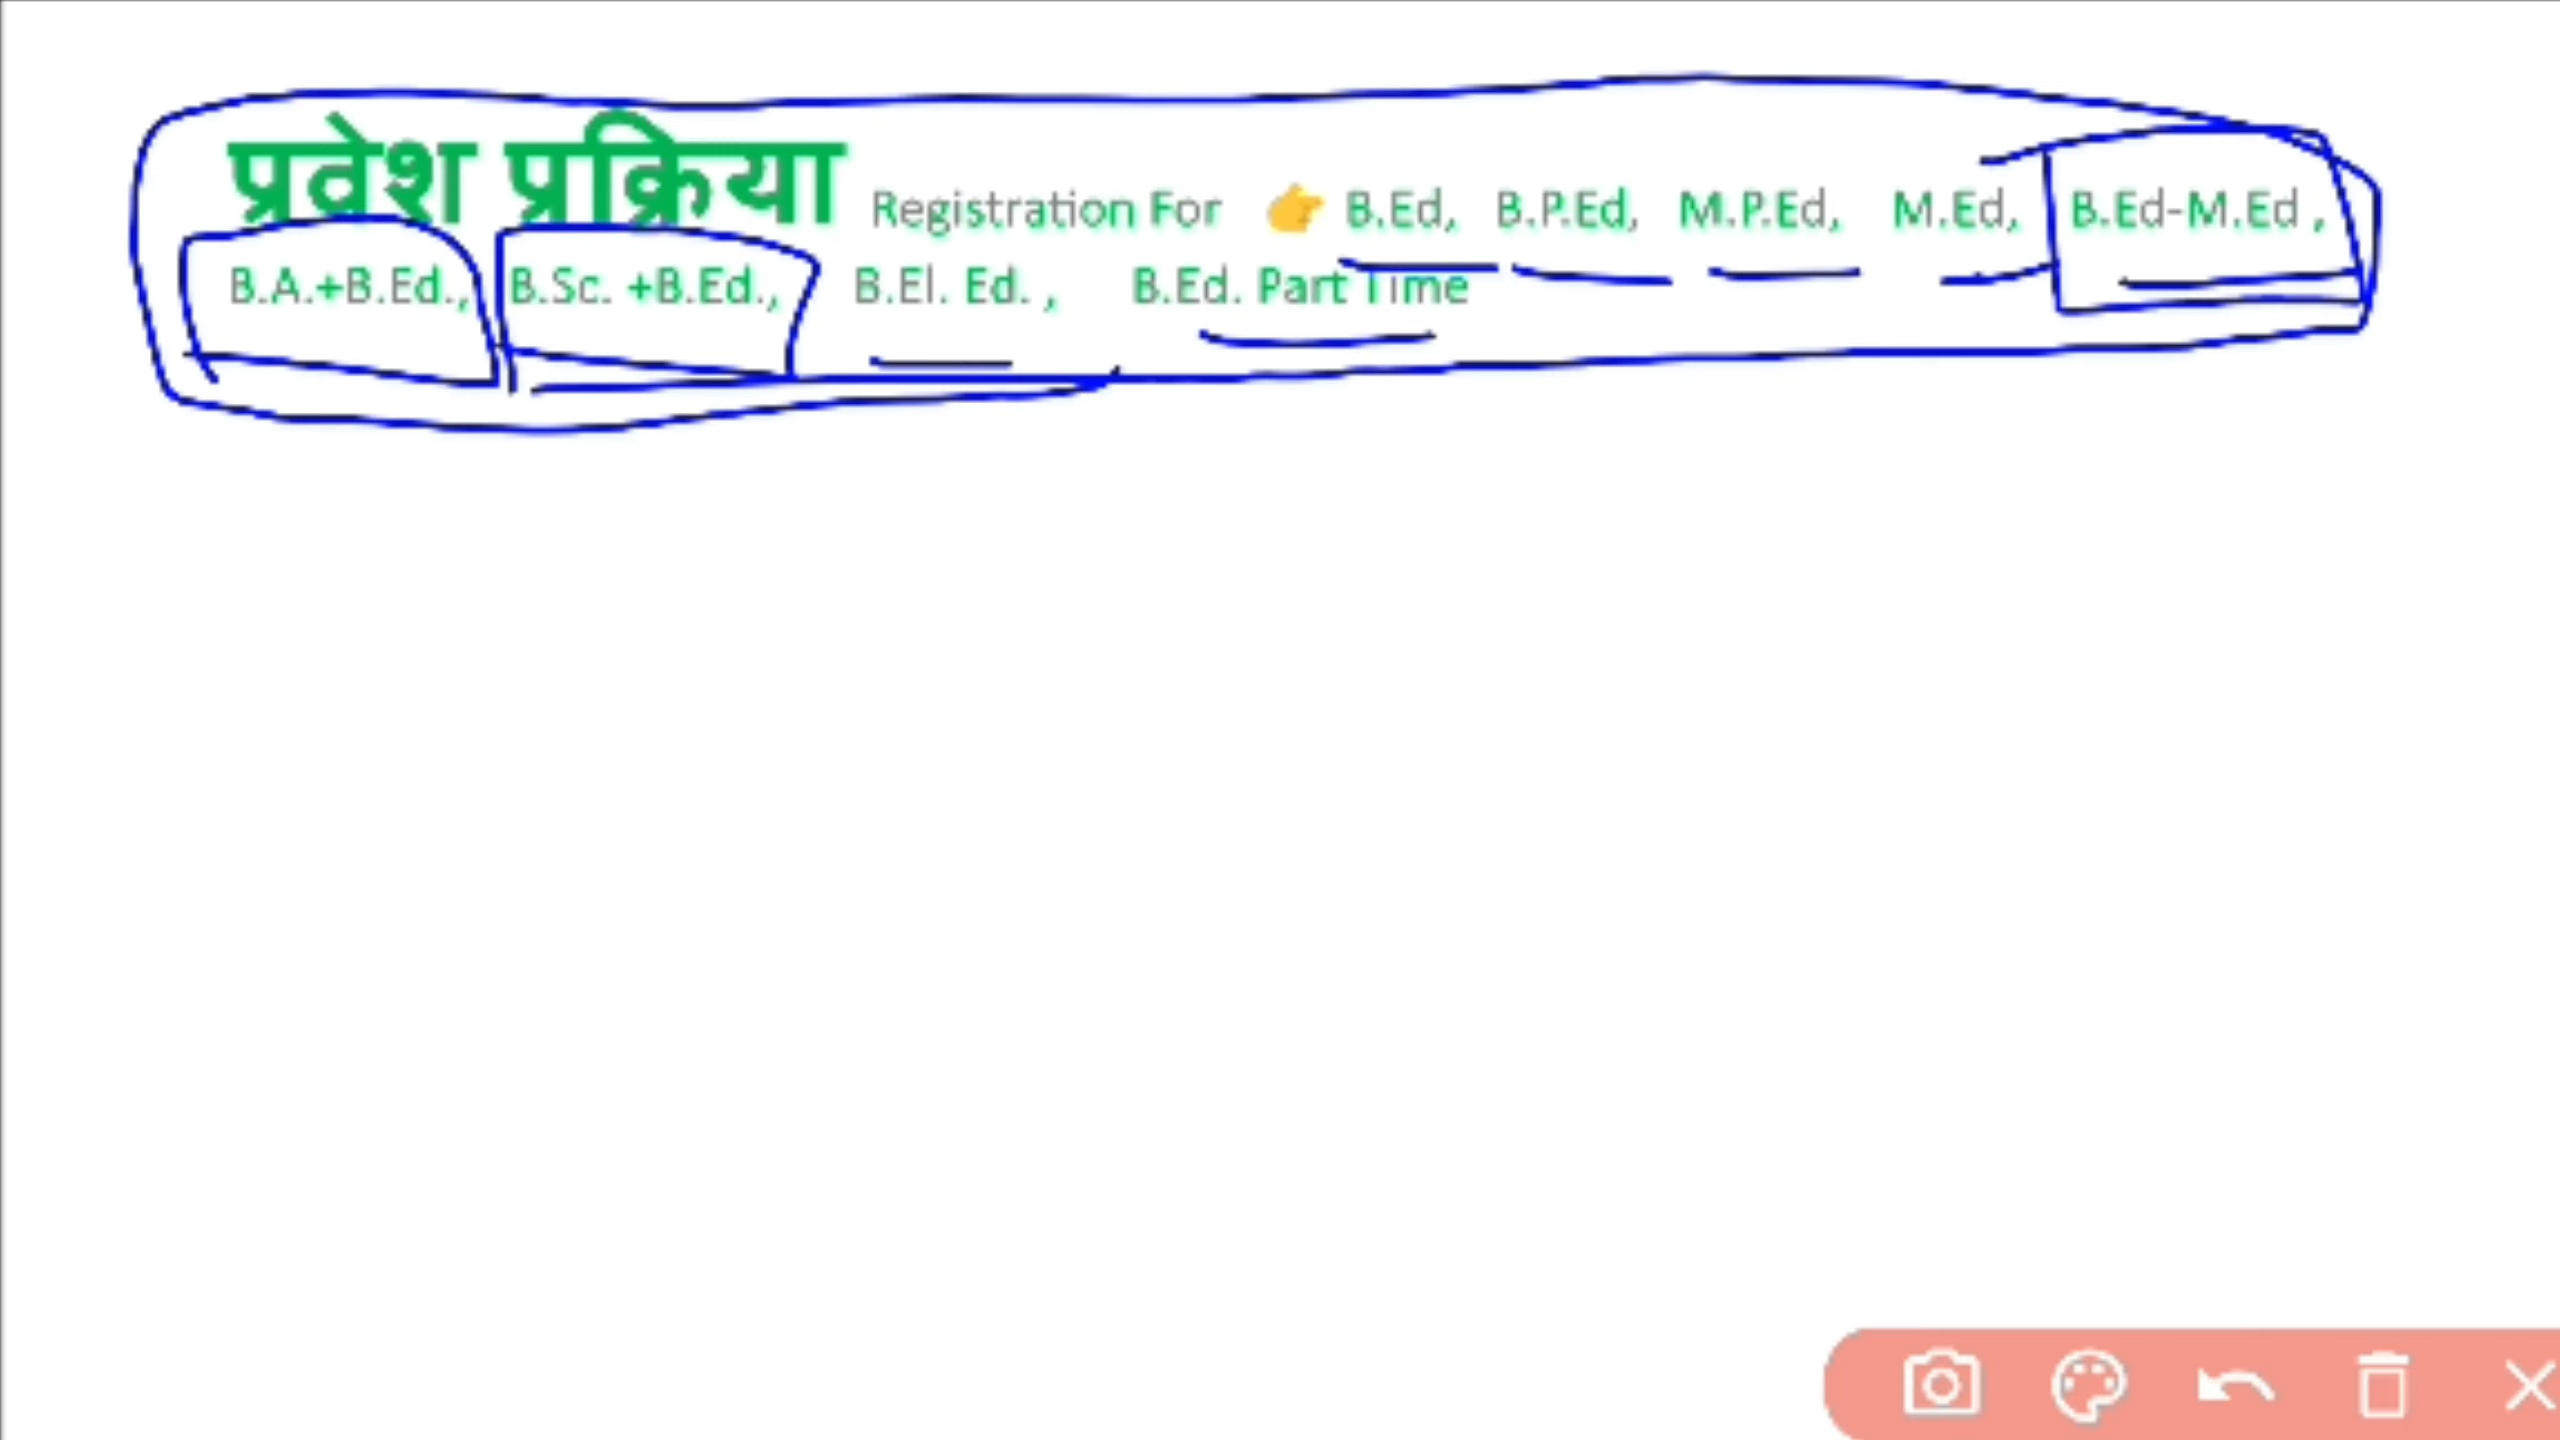 प्रवेश प्रक्रिया Registration For 👉 B.Ed, B.P.Ed, M.P.Ed, M.Ed, B.Ed-M.Ed ,
B.A.+B.Ed., B.Sc. +B.Ed., B.El. Ed. , B.Ed. Part Time